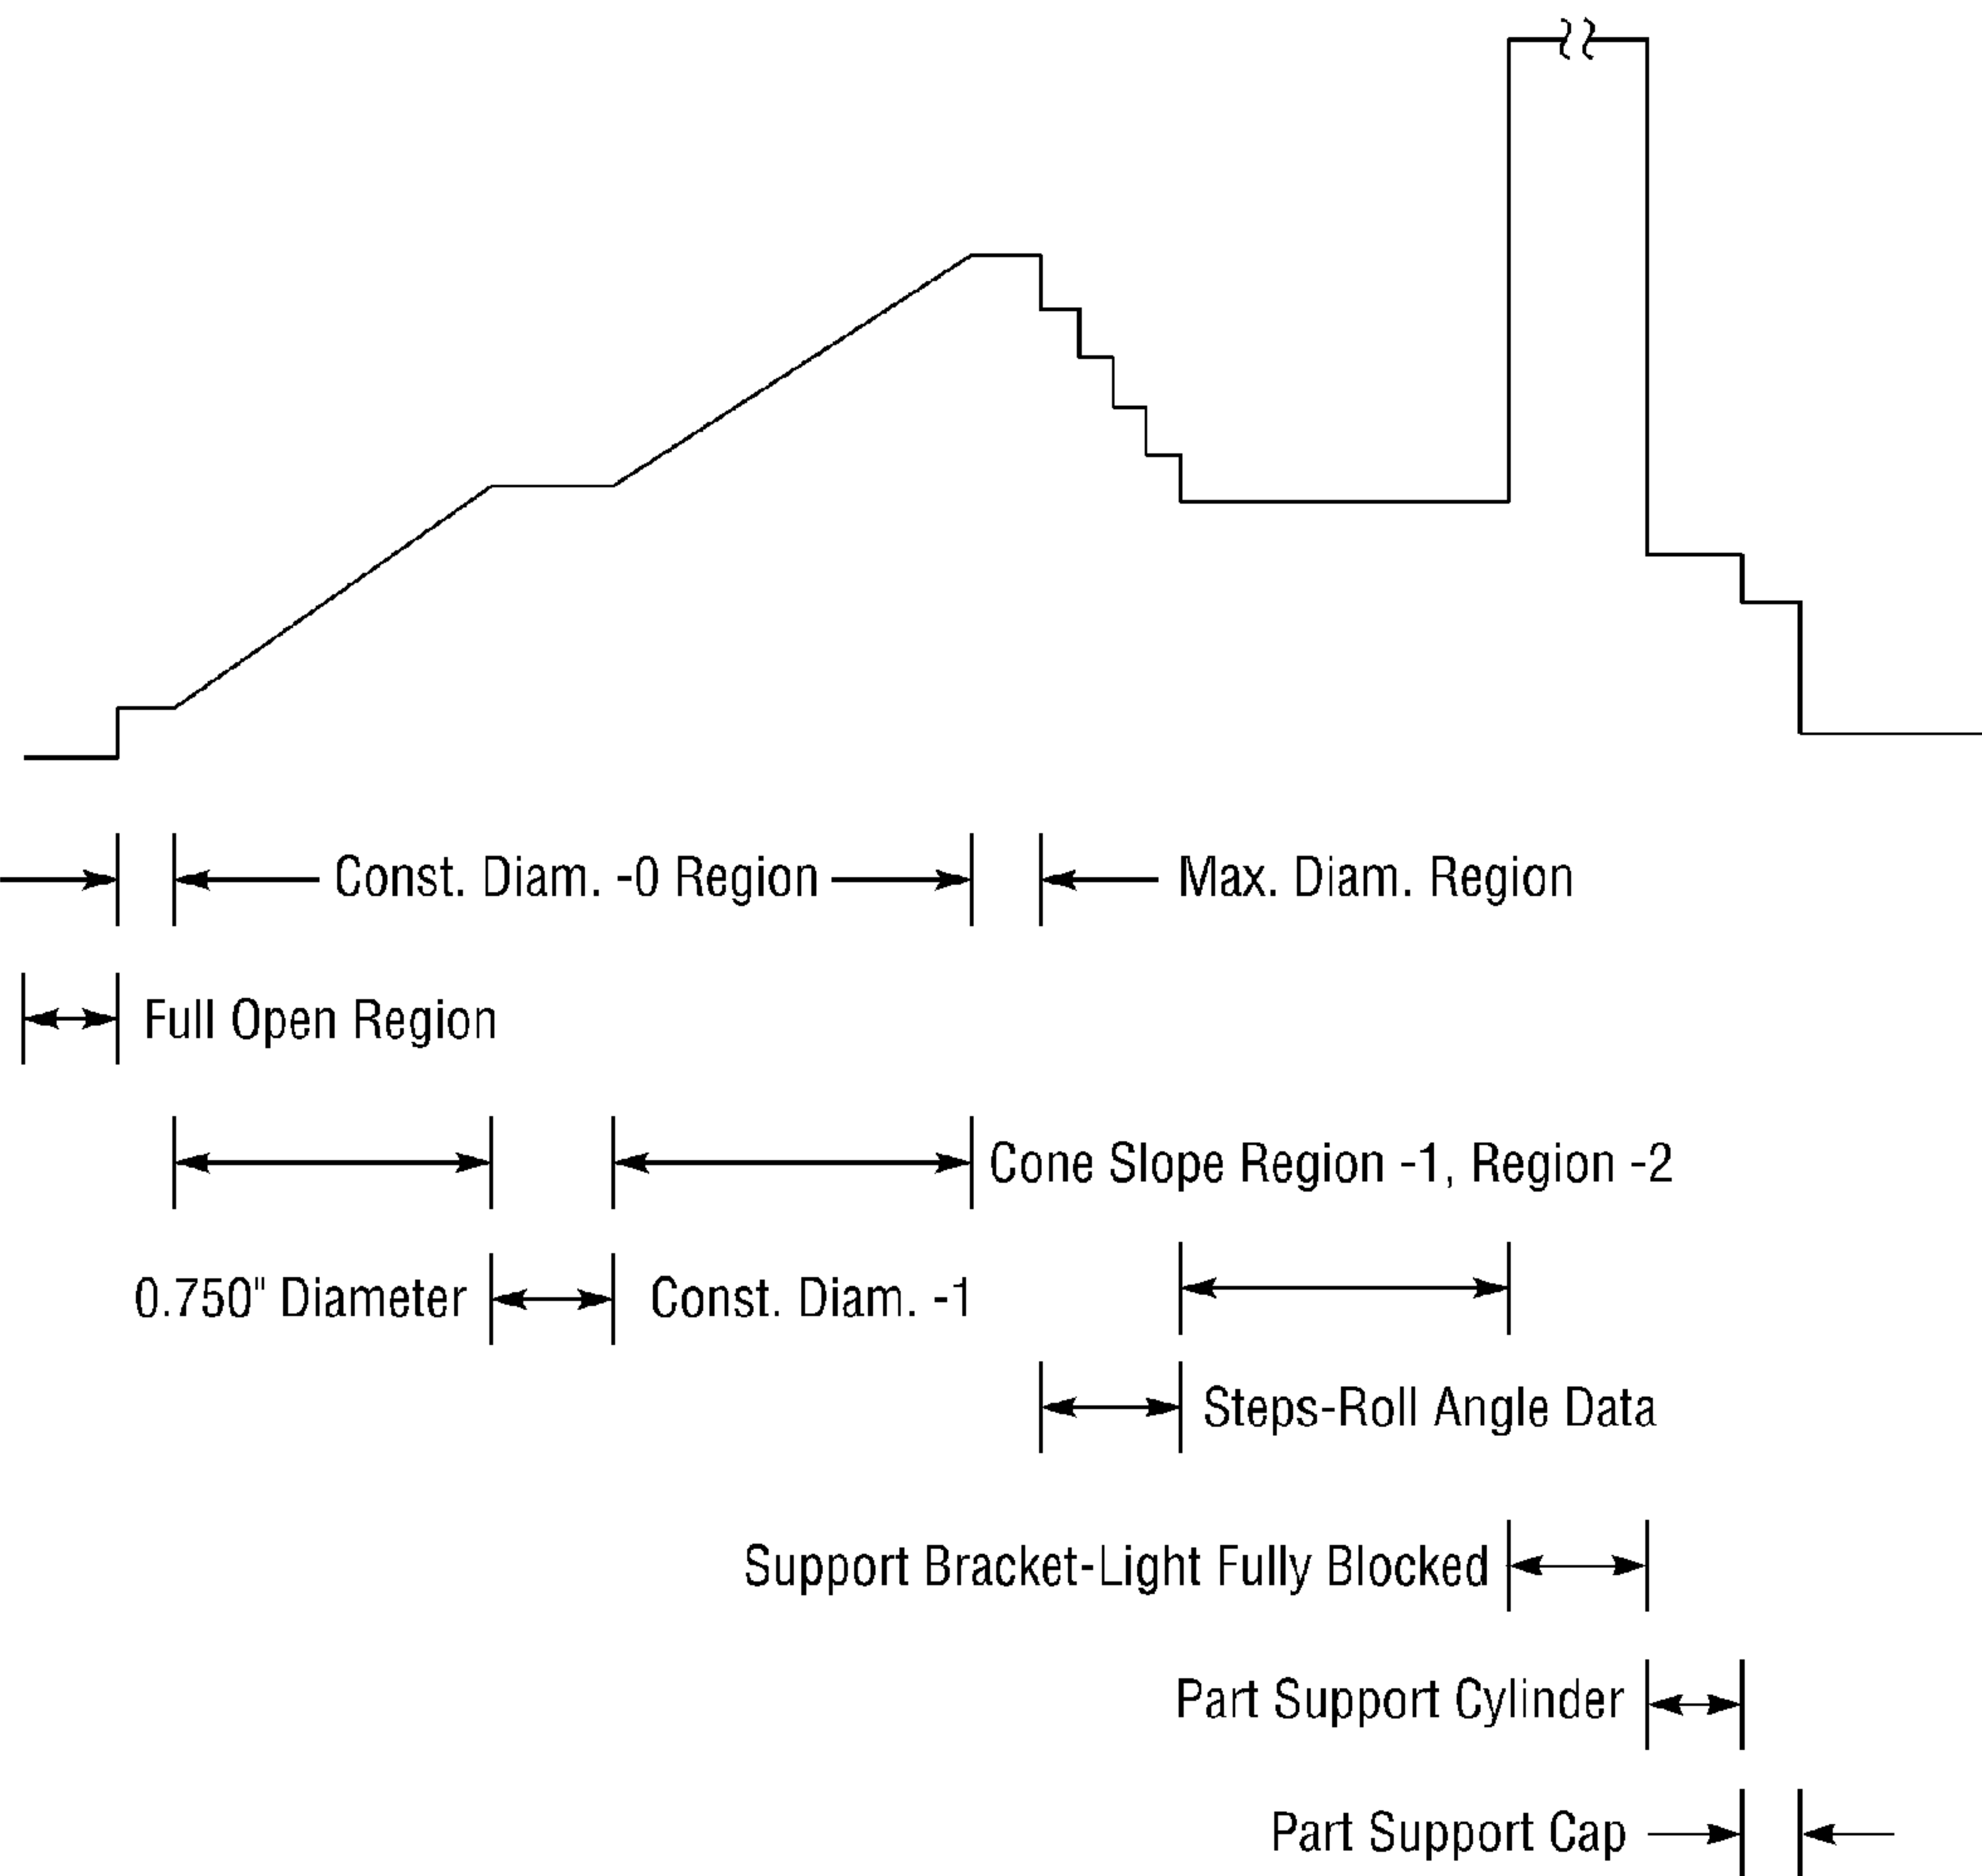 Const. Diam. -0 Region
Max. Diam. Region
Full Open Region
Cone Slope Region -1, Region -2
0.750" Diameter
Const. Diam. -1
Steps-Roll Angle Data
Support Bracket-Light Fully Blocked
Part Support Cylinder
Part Support Cap